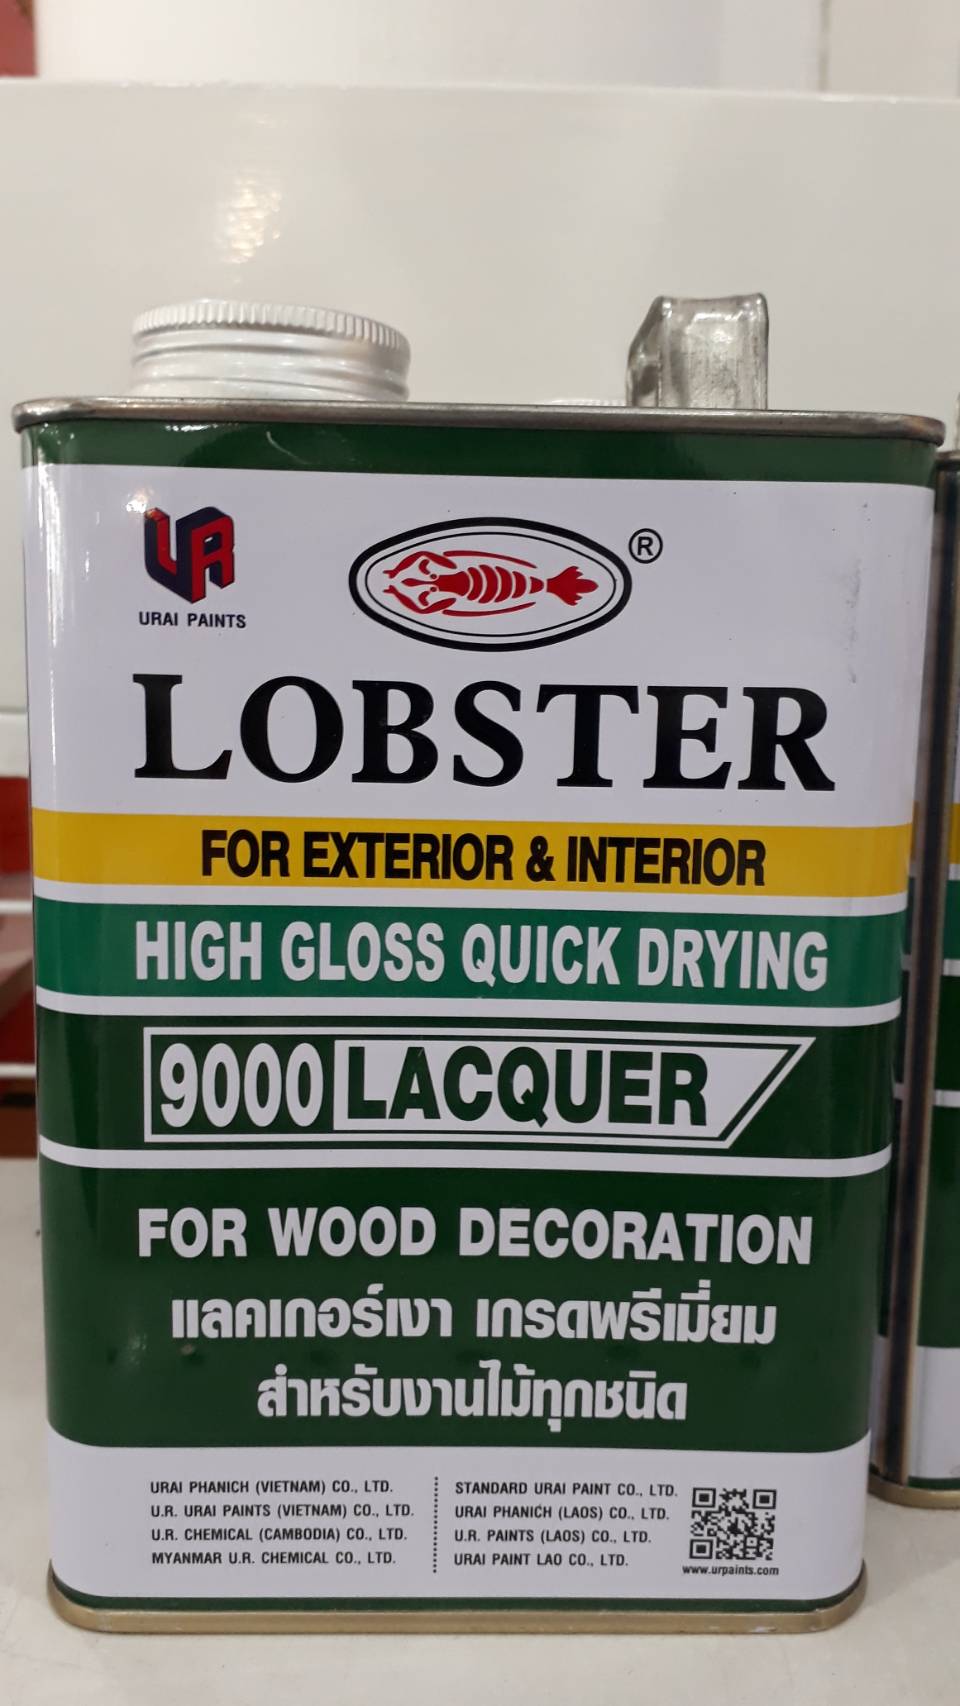 UR
URAI PAINTS
®
LOBSTER
FOR EXTERIOR & INTERIOR
HIGH GLOSS QUICK DRYING
9000 LACQUER
FOR WOOD DECORATION
แลคเกอร์เงา เกรดพรีเมี่ยม
สำหรับงานไม้ทุกชนิด
URAI PHANICH (VIETNAM) CO., LTD.
U.R. URAI PAINTS (VIETNAM) CO., LTD.
U.R. CHEMICAL (CAMBODIA) CO., LTD.
MYANMAR U.R. CHEMICAL CO., LTD.
STANDARD URAI PAINT CO., LTD.
URAI PHANICH (LAOS) CO., LTD.
U.R. PAINTS (LAOS) CO., LTD.
URAI PAINT LAO CO., LTD.
www.urpaints.com